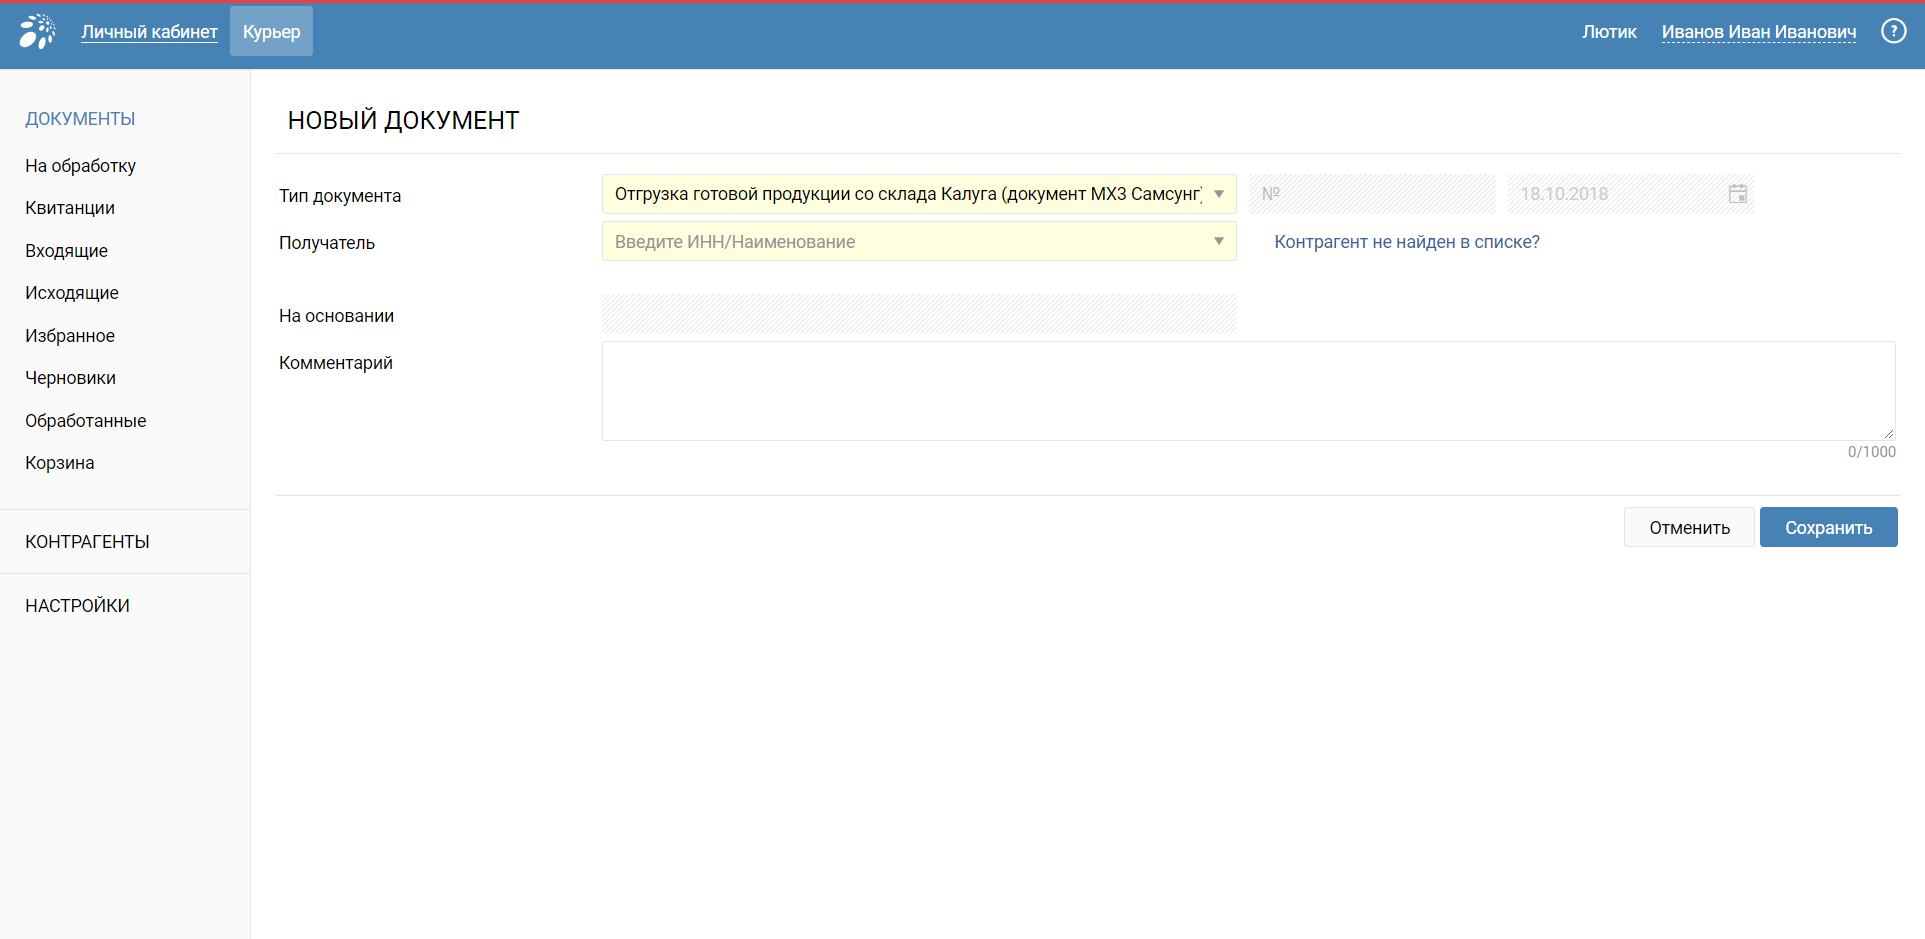 Личный кабинет Курьер Лютик Иванов Иван Иванович ?
ДОКУМЕНТЫ
На обработку
Квитанции
Входящие
Исходящие
Избранное
Черновики
Обработанные
Корзина
КОНТРАГЕНТЫ
НАСТРОЙКИ
НОВЫЙ ДОКУМЕНТ
Тип документа Отгрузка готовой продукции со склада Калуга (документ МХ3 Самсунг) № 18.10.2018
Получатель Введите ИНН/Наименование Контрагент не найден в списке?
На основании
Комментарий
0/1000
Отменить Сохранить